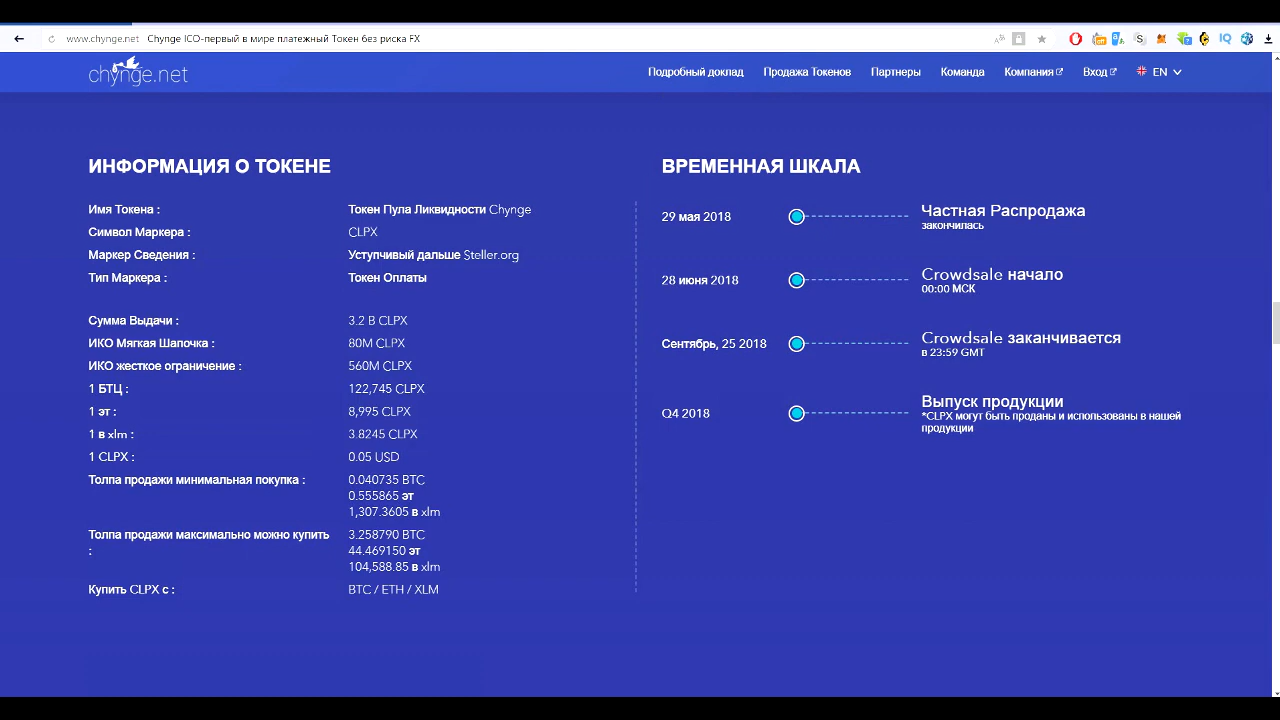 www.chynge.net Chynge ICO-первый в мире платежный Токен без риска FX
chynge.net
Подробный доклад Продажа Токенов Партнеры Команда Компания Вход EN
ИНФОРМАЦИЯ О ТОКЕНЕ
Имя Токена : Токен Пула Ликвидности Chynge
Символ Маркера : CLPX
Маркер Сведения : Уступчивый дальше Steller.org
Тип Маркера : Токен Оплаты
Сумма Выдачи : 3.2 B CLPX
ИКО Мягкая Шапочка : 80M CLPX
ИКО жесткое ограничение : 560M CLPX
1 БТЦ : 122,745 CLPX
1 эт : 8,995 CLPX
1 в xlm : 3.8245 CLPX
1 CLPX : 0.05 USD
Толпа продажи минимальная покупка : 0.040735 BTC
0.555865 эт
1,307.3605 в xlm
Толпа продажи максимально можно купить 3.258790 BTC
: 44.469150 эт
104,588.85 в xlm
Купить CLPX с : BTC / ETH / XLM
ВРЕМЕННАЯ ШКАЛА
29 мая 2018 Частная Распродажа
закончилась
28 июня 2018 Crowdsale начало
00:00 МСК
Сентябрь, 25 2018 Crowdsale заканчивается
в 23:59 GMT
Q4 2018 Выпуск продукции
*CLPX могут быть проданы и использованы в нашей
продукции